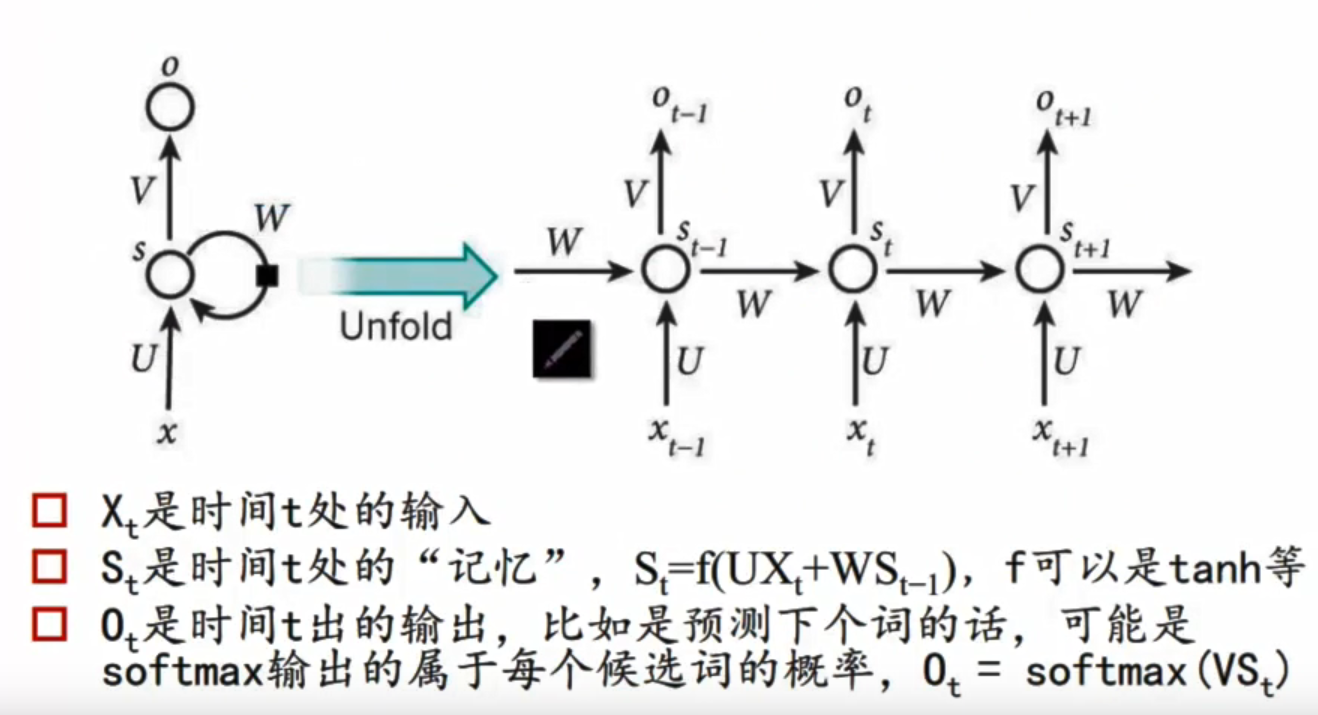 o
o t-1
o t
o t+1
V
V
V
V
s
W
W
s t-1
s t
s t+1
W
W
W
Unfold
U
U
U
U
x
x t-1
x t
x t+1
Xt是时间t处的输入
St是时间t处的“记忆”，St=f(UXt+WSt-1)，f可以是tanh等
Ot是时间t出的输出，比如是预测下个词的话，可能是
softmax输出的属于每个候选词的概率，Ot = softmax(VSt)